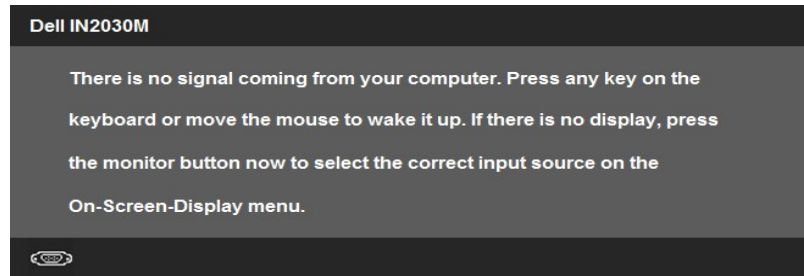 Dell IN2030M
There is no signal coming from your computer. Press any key on the
keyboard or move the mouse to wake it up. If there is no display, press
the monitor button now to select the correct input source on the
On-Screen-Display menu.